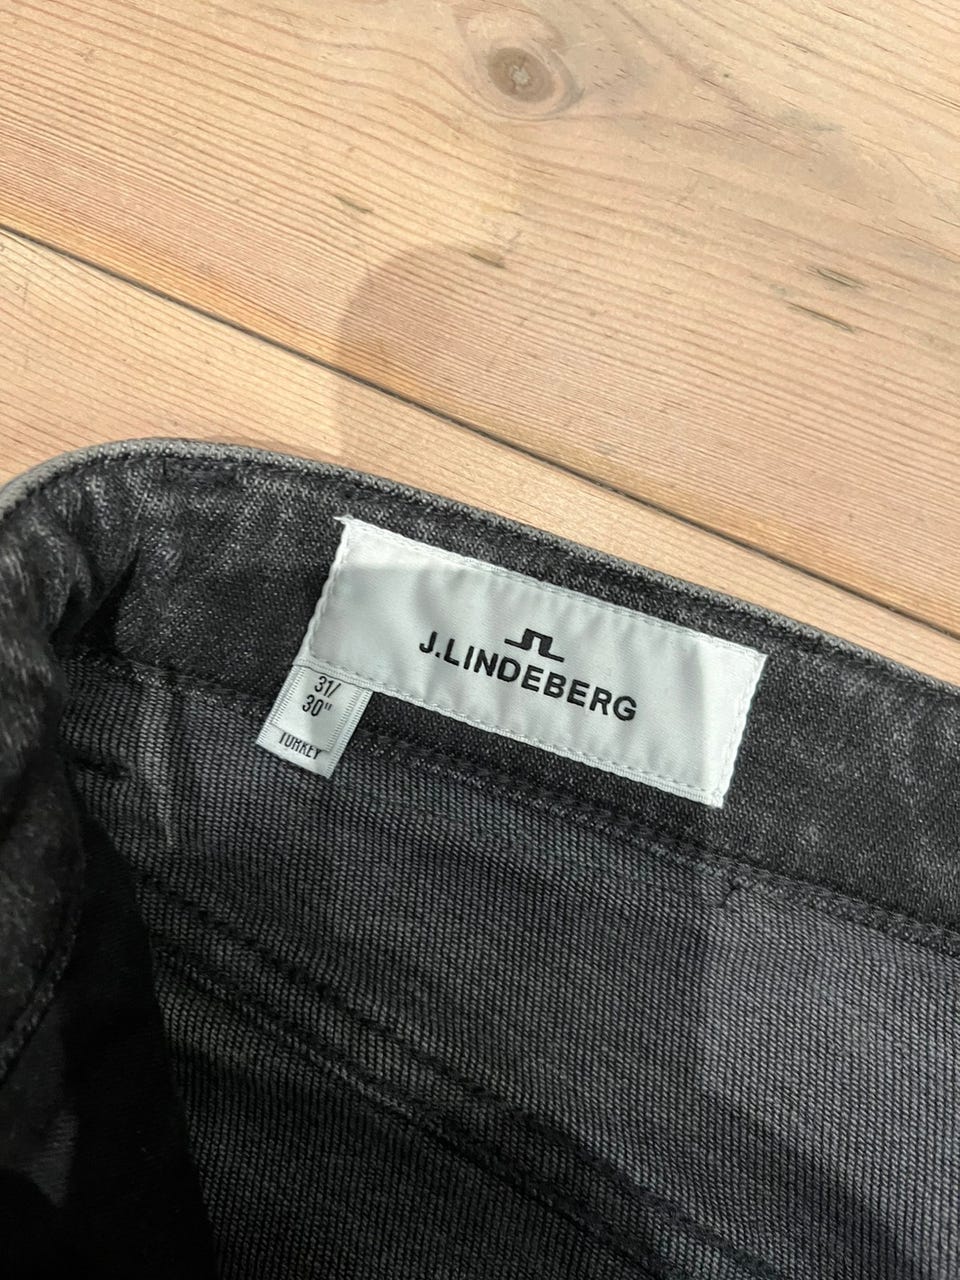 J.LINDEBERG
31/
30"
TURKEY